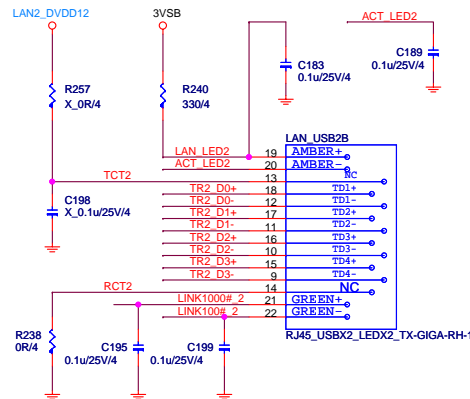 LAN2_DVDD12
3VSB
ACT_LED2
R257
X_0R/4
R240
330/4
C183
0.1u/25V/4
C189
0.1u/25V/4
LAN_USB2B
LAN_LED2 19 AMBER+
ACT_LED2 20 AMBER-
TCT2 13 NC
TR2_D0+ 18 TD1+
TR2_D0- 12 TD1-
TR2_D1+ 17 TD2+
TR2_D1- 11 TD2-
TR2_D2+ 16 TD3+
TR2_D2- 10 TD3-
TR2_D3+ 15 TD4+
TR2_D3- 9 TD4-
RCT2 14 NC
LINK1000#_2 21 GREEN+
LINK100#_2 22 GREEN-
C198
X_0.1u/25V/4
R238
0R/4
C195
0.1u/25V/4
C199
0.1u/25V/4
RJ45_USBX2_LEDX2_TX-GIGA-RH-1